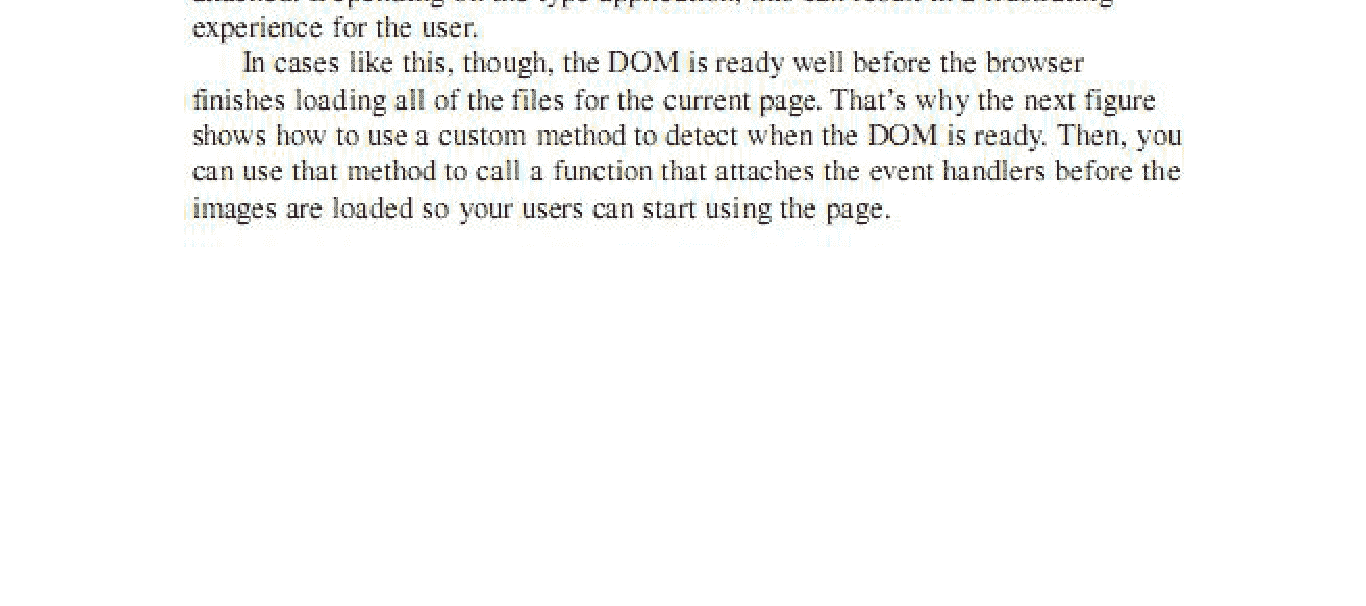 experience for the user.
In cases like this, though, the DOM is ready well before the browser
finishes loading all of the files for the current page. That's why the next figure
shows how to use a custom method to detect when the DOM is ready. Then, you
can use that method to call a function that attaches the event handlers before the
images are loaded so your users can start using the page.